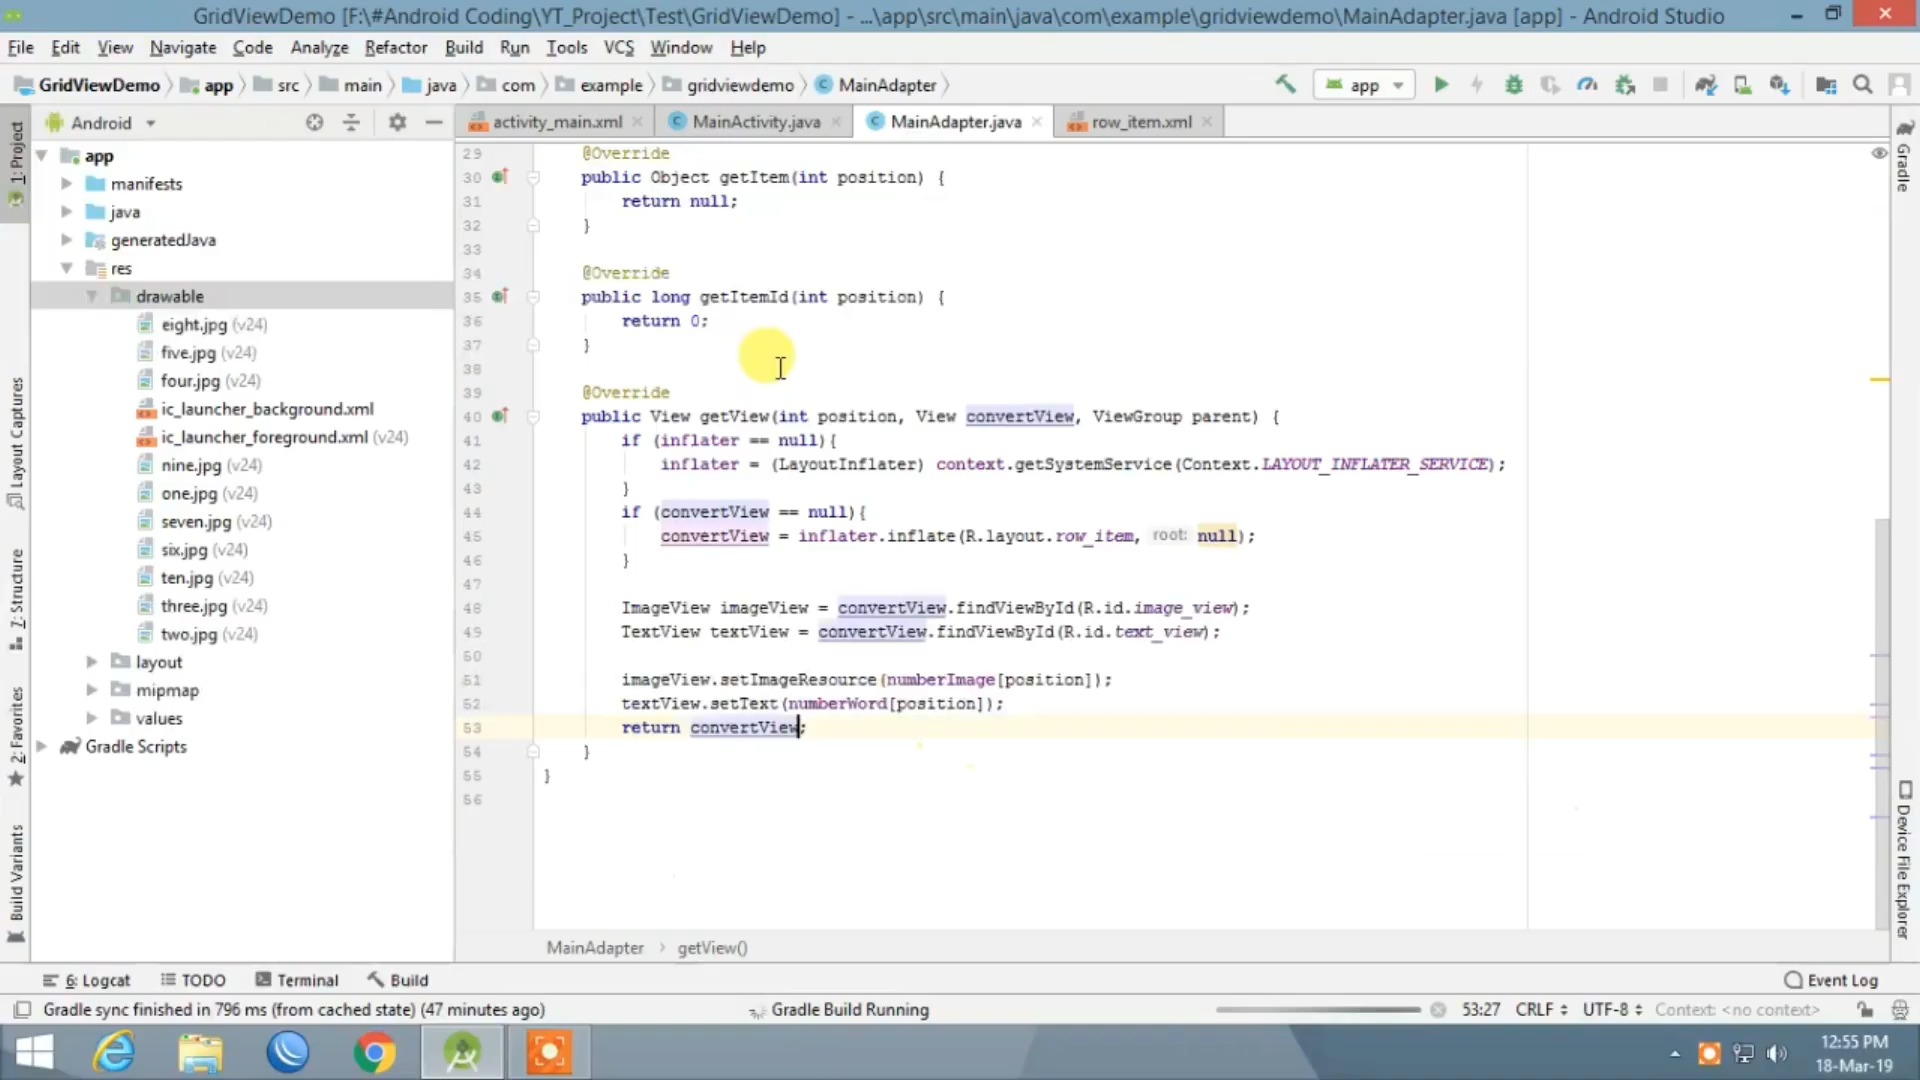 GridViewDemo [F:\#Android Coding\YT_Project\Test\GridViewDemo] - ...\app\src\main\java\com\example\gridviewdemo\MainAdapter.java [app] - Android Studio
File Edit View Navigate Code Analyze Refactor Build Run Tools VCS Window Help
GridViewDemo app src main java com example gridviewdemo MainAdapter app
Android activity_main.xml MainActivity.java MainAdapter.java row_item.xml
1: Project
Layout Captures
7: Structure
2: Favorites
Build Variants
app
manifests
java
generatedJava
res
drawable
eight.jpg (v24)
five.jpg (v24)
four.jpg (v24)
ic_launcher_background.xml
ic_launcher_foreground.xml (v24)
nine.jpg (v24)
one.jpg (v24)
seven.jpg (v24)
six.jpg (v24)
ten.jpg (v24)
three.jpg (v24)
two.jpg (v24)
layout
mipmap
values
Gradle Scripts
29 @Override
30 public Object getItem(int position) {
31 return null;
32 }
33
34 @Override
35 public long getItemId(int position) {
36 return 0;
37 }
38
39 @Override
40 public View getView(int position, View convertView, ViewGroup parent) {
41 if (inflater == null){
42 inflater = (LayoutInflater) context.getSystemService(Context.LAYOUT_INFLATER_SERVICE);
43 }
44 if (convertView == null){
45 convertView = inflater.inflate(R.layout.row_item, root: null);
46 }
47
48 ImageView imageView = convertView.findViewById(R.id.image_view);
49 TextView textView = convertView.findViewById(R.id.text_view);
50
51 imageView.setImageResource(numberImage[position]);
52 textView.setText(numberWord[position]);
53 return convertView;
54 }
55 }
56
Gradle
Device File Explorer
MainAdapter > getView()
6: Logcat TODO Terminal Build Event Log
Gradle sync finished in 796 ms (from cached state) (47 minutes ago) Gradle Build Running 53:27 CRLF UTF-8 Context: <no context>
12:55 PM
18-Mar-19